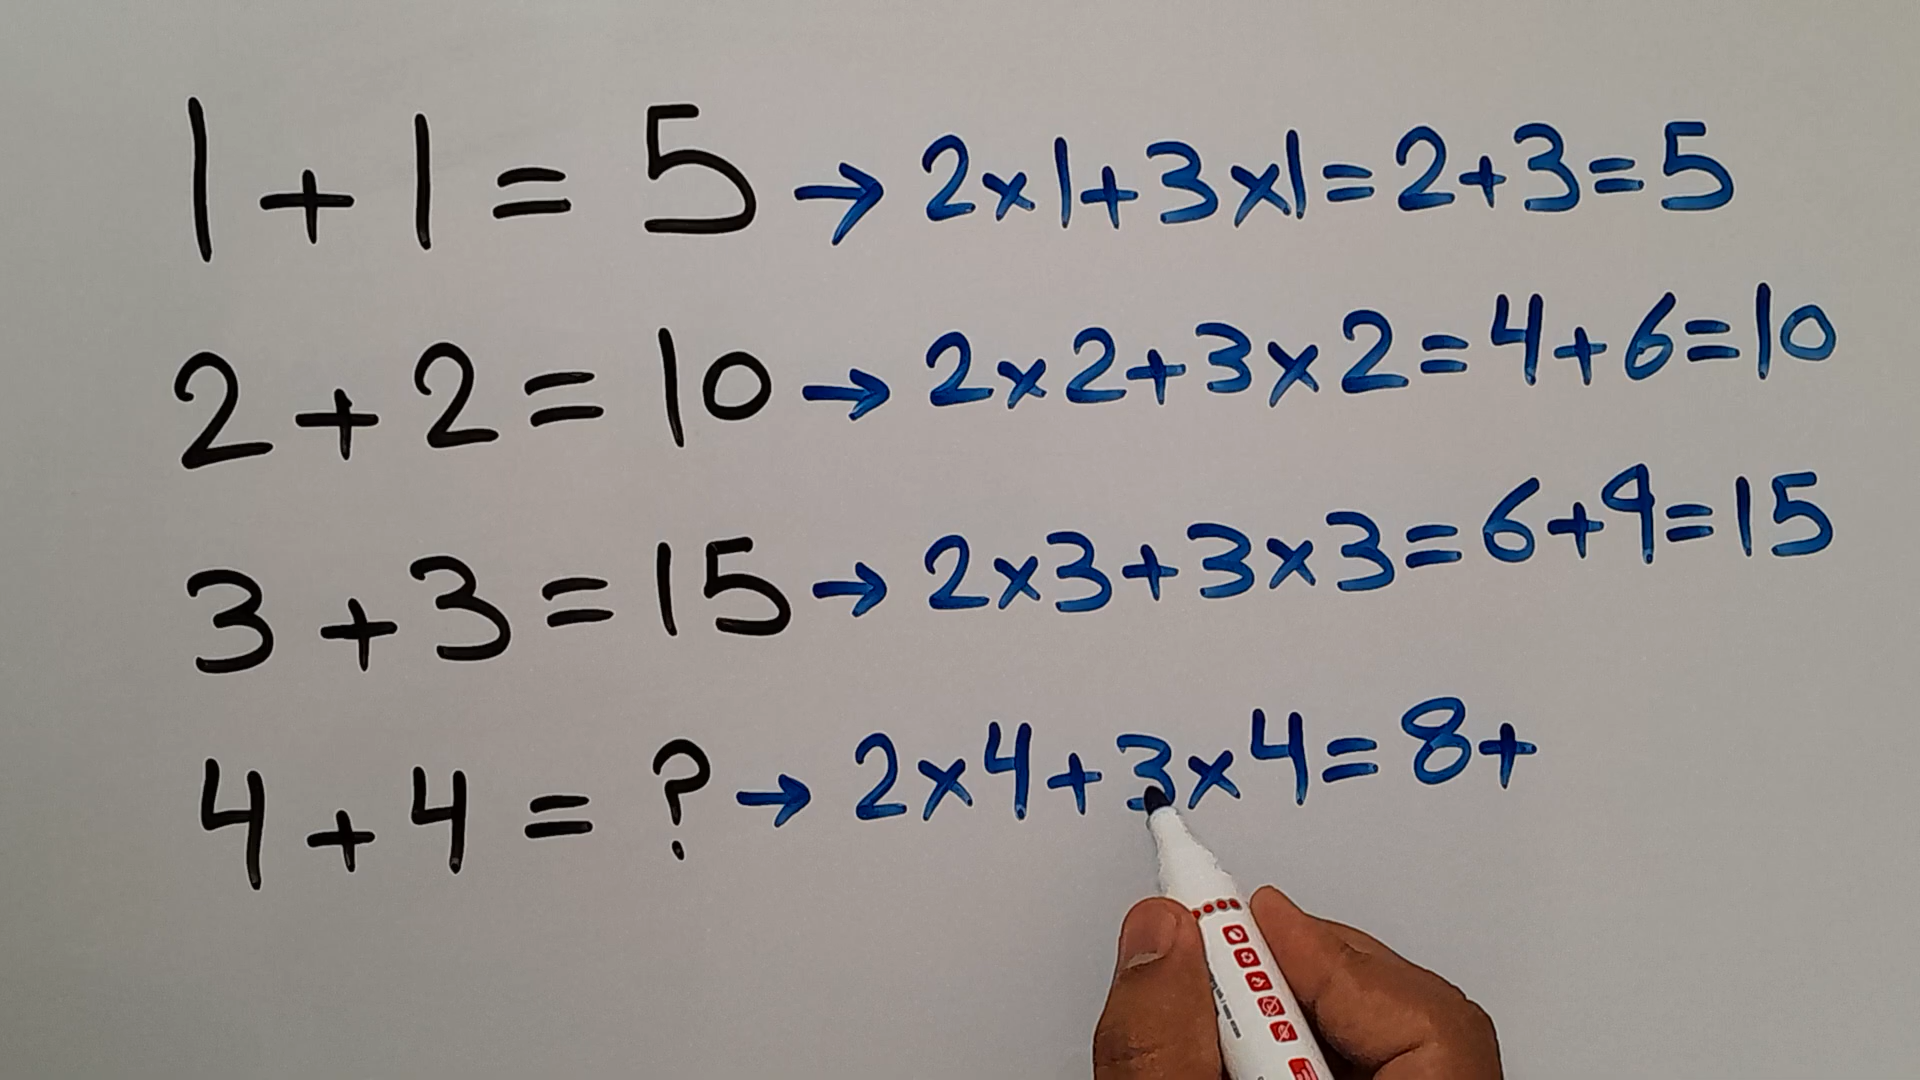 1 + 1 = 5 → 2×1+3×1=2+3=5
2 + 2 = 10 → 2×2+3×2=4+6=10
3 + 3 = 15 → 2×3+3×3=6+9=15
4 + 4 = ? → 2×4+3×4=8+